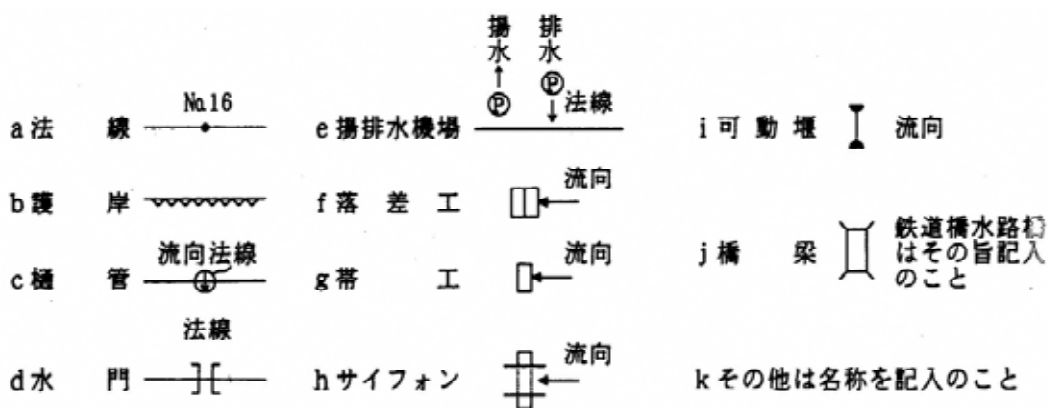 a 法線 No.16
b 護岸
c 樋管 流向法線
d 水門 法線
e 揚排水機場 揚水 P 排水 P 法線
f 落差工 流向
g 帯工 流向
h サイフォン 流向
i 可動堰 流向
j 橋梁 鉄道橋水路橋
はその旨記入
のこと
k その他は名称を記入のこと